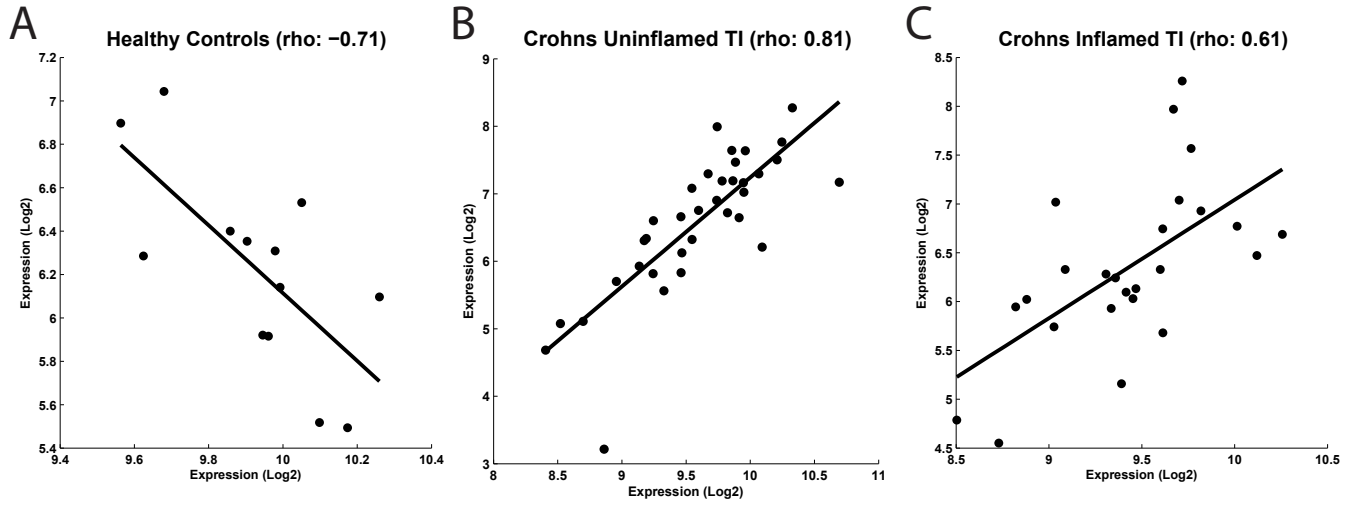 A
Healthy Controls (rho: −0.71)
7.2
7
6.8
6.6
6.4
6.2
6
5.8
5.6
5.4
Expression (Log2)
9.4 9.6 9.8 10 10.2 10.4
Expression (Log2)
B
Crohns Uninflamed TI (rho: 0.81)
9
8
7
6
5
4
3
Expression (Log2)
8 8.5 9 9.5 10 10.5 11
Expression (Log2)
C
Crohns Inflamed TI (rho: 0.61)
8.5
8
7.5
7
6.5
6
5.5
5
4.5
Expression (Log2)
8.5 9 9.5 10 10.5
Expression (Log2)